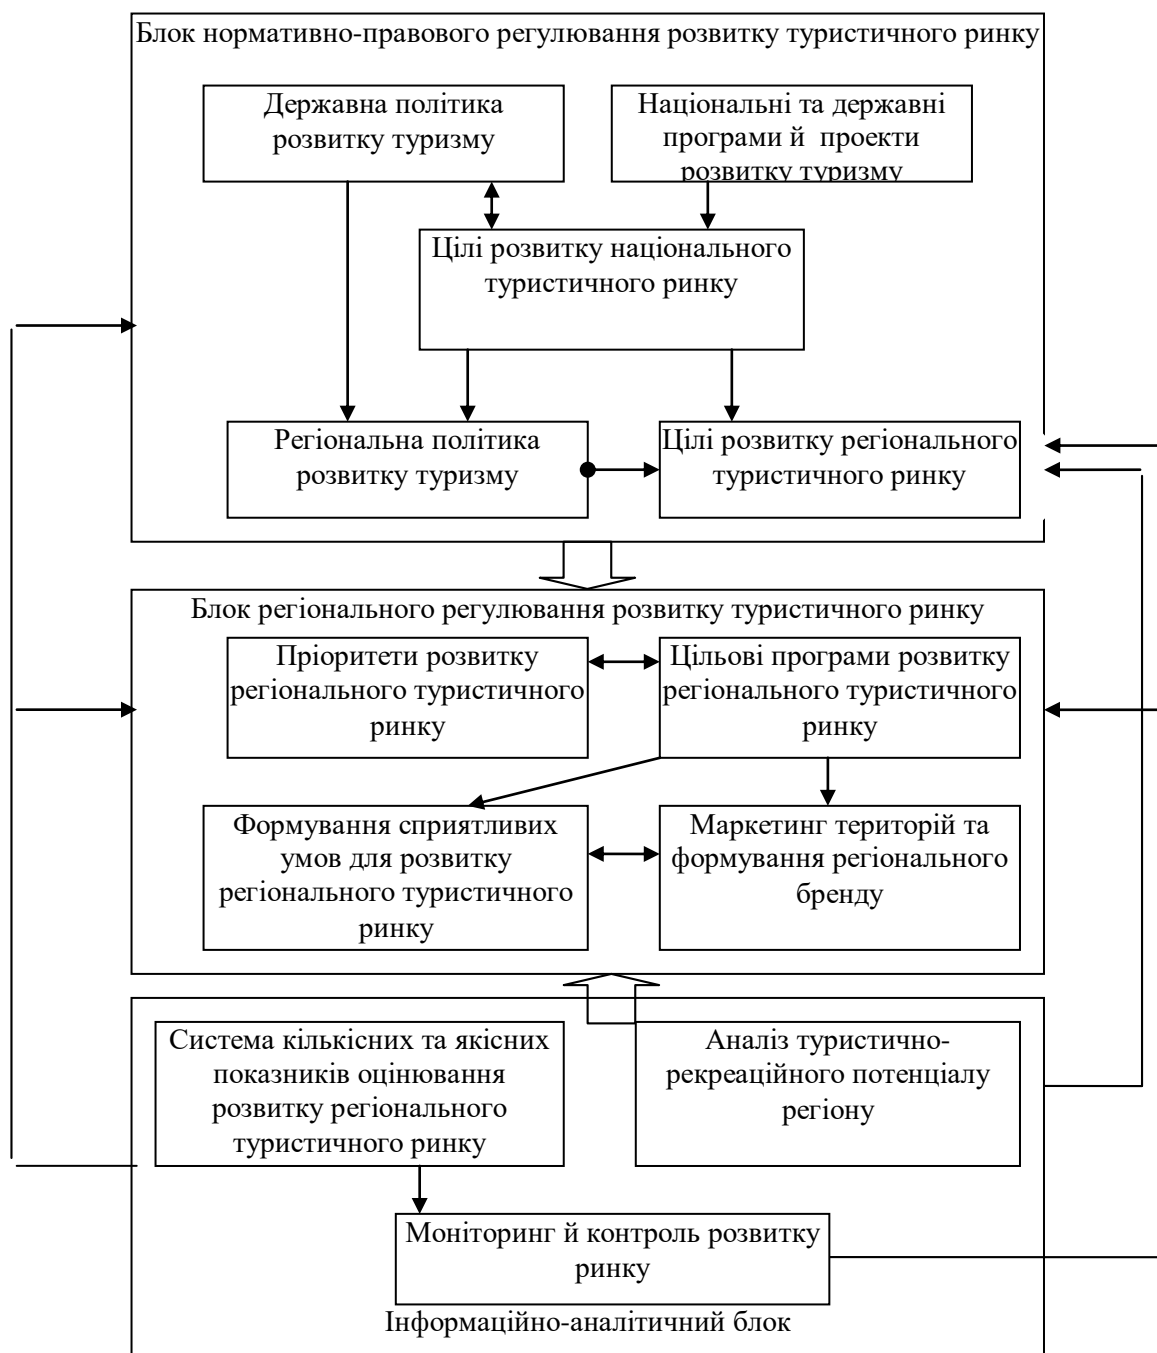 Блок нормативно-правового регулювання розвитку туристичного ринку
Державна політика
розвитку туризму
Національні та державні
програми й проекти
розвитку туризму
Цілі розвитку національного
туристичного ринку
Регіональна політика
розвитку туризму
Цілі розвитку регіонального
туристичного ринку
Блок регіонального регулювання розвитку туристичного ринку
Пріоритети розвитку
регіонального туристичного
ринку
Цільові програми розвитку
регіонального туристичного
ринку
Формування сприятливих
умов для розвитку
регіонального туристичного
ринку
Маркетинг територій та
формування регіонального
бренду
Система кількісних та якісних
показників оцінювання
розвитку регіонального
туристичного ринку
Аналіз туристично-
рекреаційного потенціалу
регіону
Моніторинг й контроль розвитку
ринку
Інформаційно-аналітичний блок